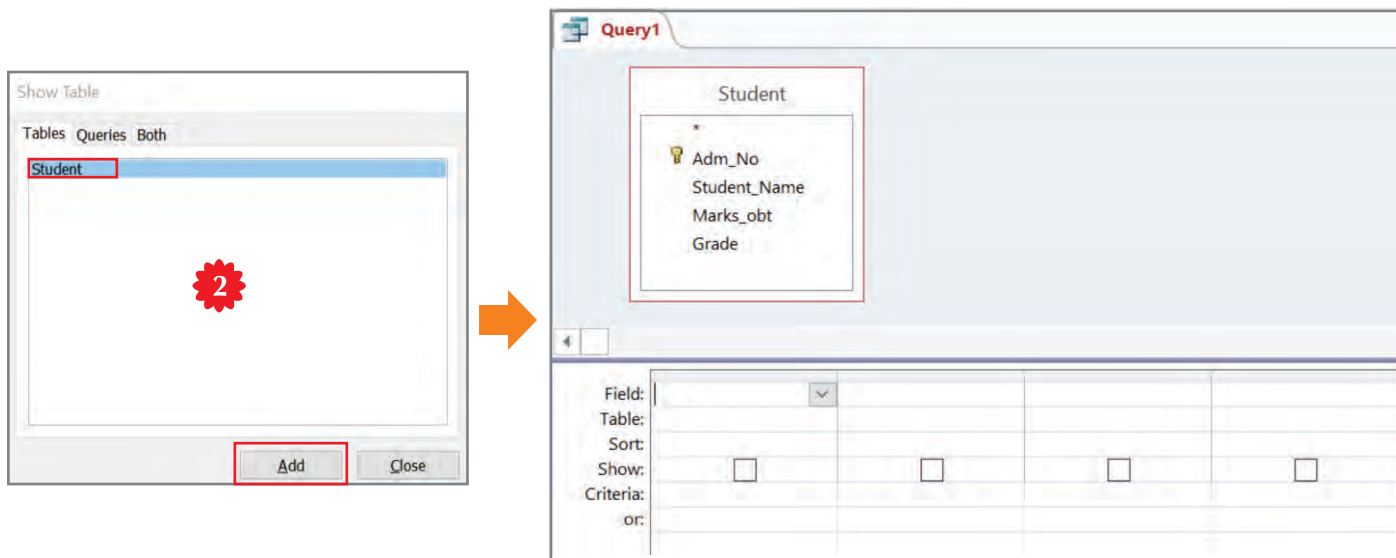 Show Table
Tables Queries Both
Student
2
Add Close
Query1
Student
*
Adm_No
Student_Name
Marks_obt
Grade
Field:
Table:
Sort:
Show:
Criteria:
or: